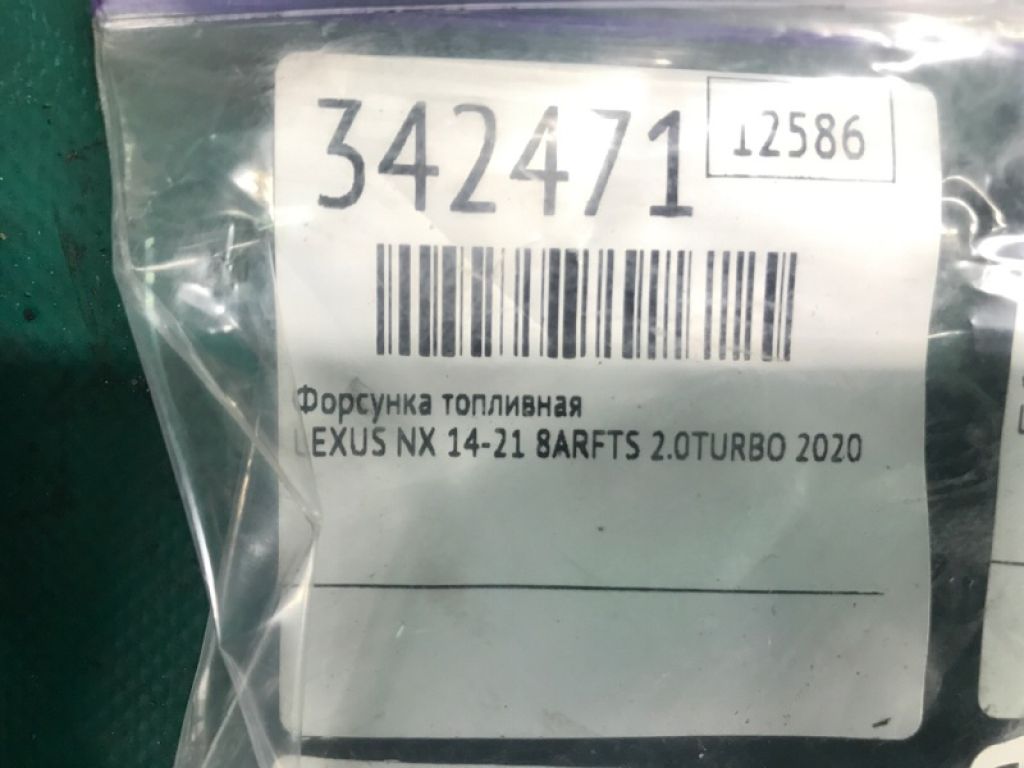 342471
12586
Форсунка топливная
LEXUS NX 14-21 8ARFTS 2.0TURBO 2020